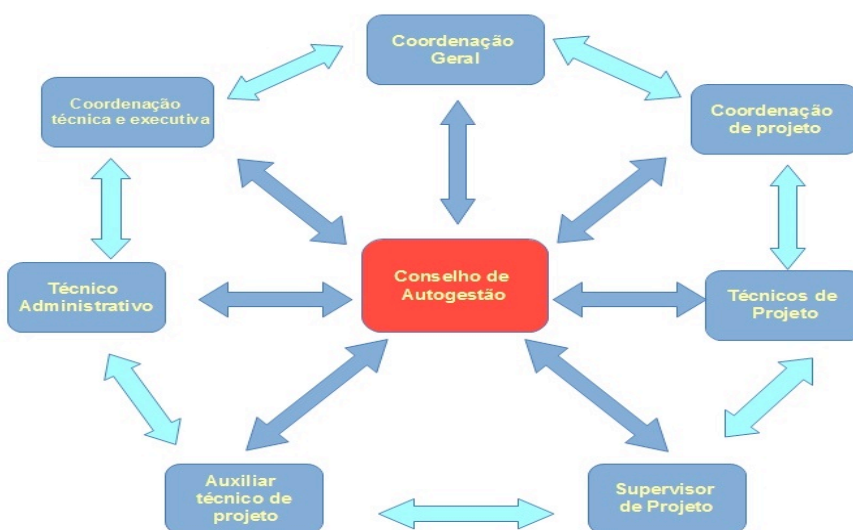 Coordenação
Geral
Coordenação
técnica e executiva
Coordenação
de projeto
Conselho de
Autogestão
Técnico
Administrativo
Técnicos de
Projeto
Auxiliar
técnico de
projeto
Supervisor
de Projeto